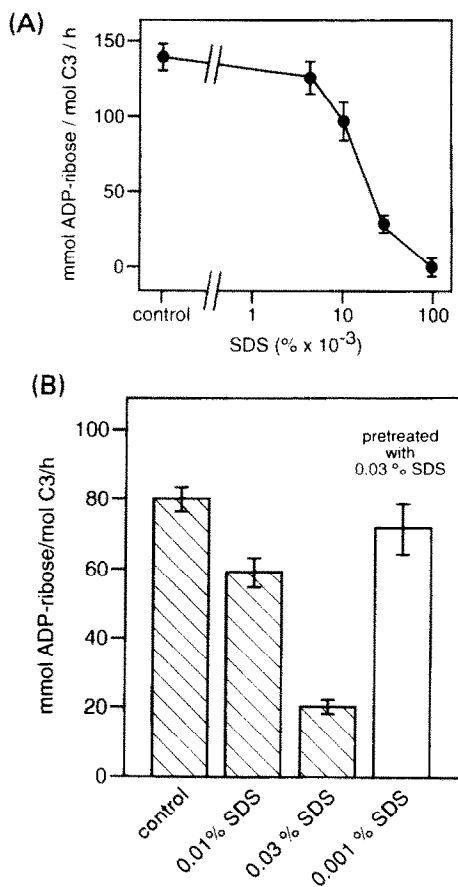 (A)
mmol ADP-ribose / mol C3 / h
150
100
50
0
control
1
10
100
SDS (% x 10⁻³)
(B)
mmol ADP-ribose/mol C3/h
100
80
60
40
20
0
pretreated
with
0.03 % SDS
control
0.01% SDS
0.03 % SDS
0.001 % SDS